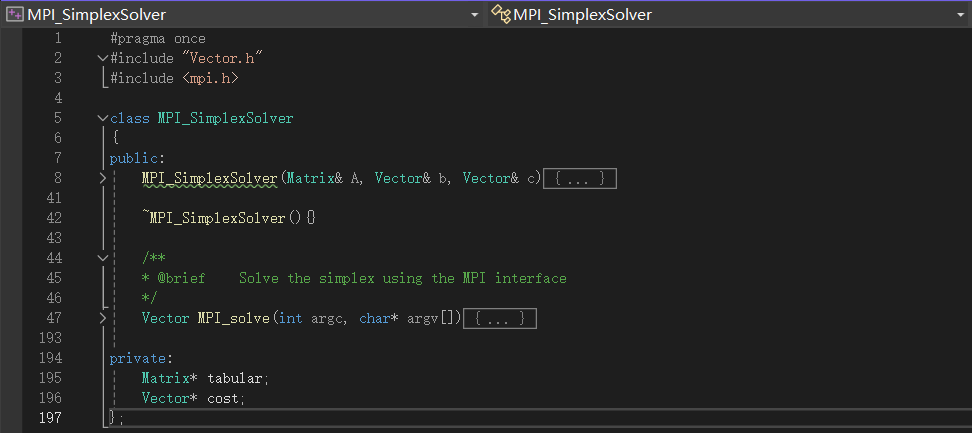 MPI_SimplexSolver MPI_SimplexSolver
1 #pragma once
2 #include "Vector.h"
3 #include <mpi.h>
4
5 class MPI_SimplexSolver
6 {
7 public:
8 MPI_SimplexSolver(Matrix& A, Vector& b, Vector& c){ ... }
41
42 ~MPI_SimplexSolver(){}
43
44 /**
45 * @brief    Solve the simplex using the MPI interface
46 */
47 Vector MPI_solve(int argc, char* argv[]){ ... }
193
194 private:
195 Matrix* tabular;
196 Vector* cost;
197 };